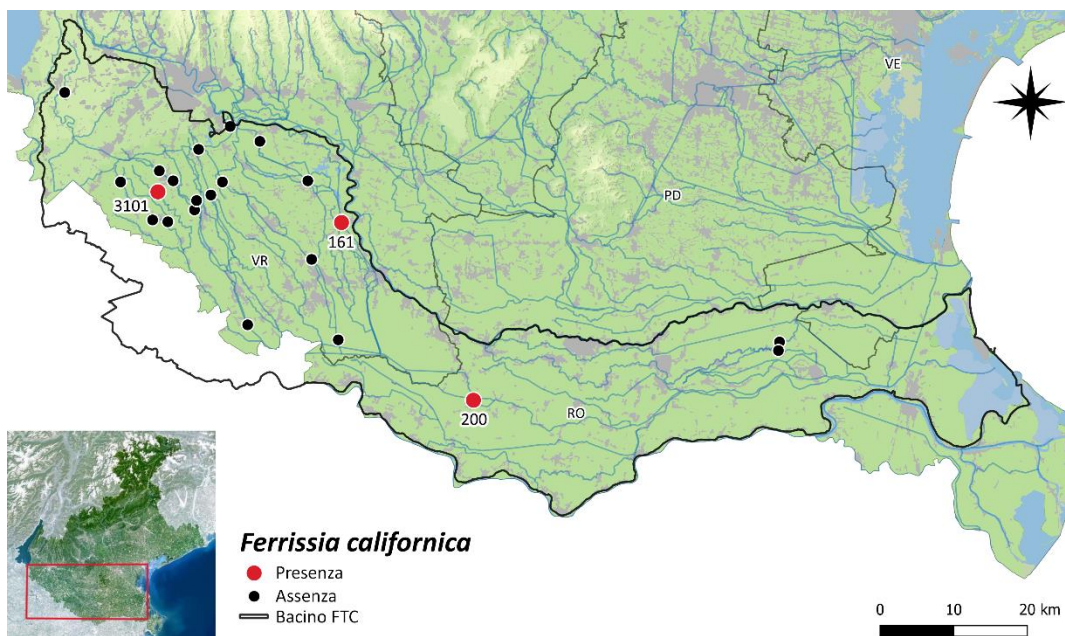 VE
PD
3101
161
VR
200
RO
Ferrissia californica
Presenza
Assenza
Bacino FTC
0 10 20 km